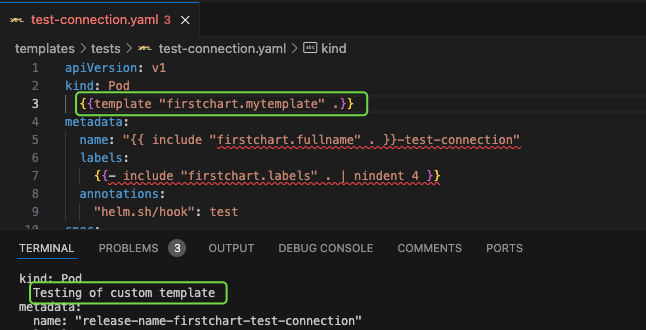 test-connection.yaml 3 ×
templates > tests > test-connection.yaml > abc kind
1 apiVersion: v1
2 kind: Pod
3 {{template "firstchart.mytemplate" .}}
4 metadata:
5 name: "{{ include "firstchart.fullname" . }}-test-connection"
6 labels:
7 {{- include "firstchart.labels" . | nindent 4 }}
8 annotations:
9 "helm.sh/hook": test
10 spec:
TERMINAL PROBLEMS 3 OUTPUT DEBUG CONSOLE COMMENTS PORTS
kind: Pod
Testing of custom template
metadata:
name: "release-name-firstchart-test-connection"